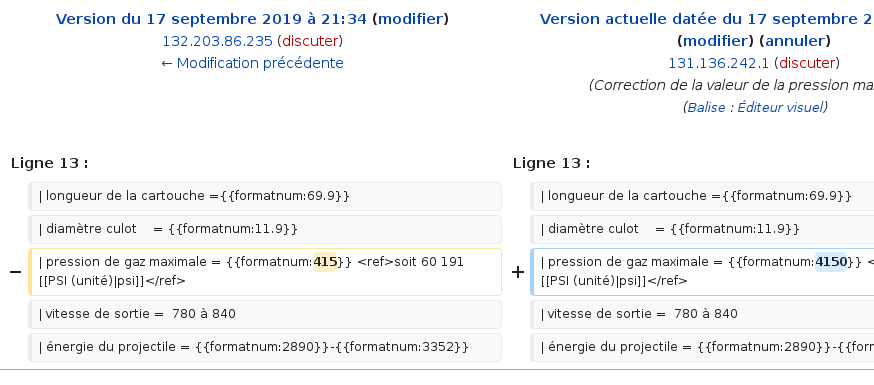 Version du 17 septembre 2019 à 21:34 (modifier)
132.203.86.235 (discuter)
← Modification précédente
Version actuelle datée du 17 septembre 2
(modifier) (annuler)
131.136.242.1 (discuter)
(Correction de la valeur de la pression ma
(Balise : Éditeur visuel)
Ligne 13 :
Ligne 13 :
| longueur de la cartouche ={{formatnum:69.9}}
| longueur de la cartouche ={{formatnum:69.9}}
| diamètre culot    = {{formatnum:11.9}}
| diamètre culot    = {{formatnum:11.9}}
− | pression de gaz maximale = {{formatnum:415}} <ref>soit 60 191
[[PSI (unité)|psi]]</ref>
+ | pression de gaz maximale = {{formatnum:4150}} <
[[PSI (unité)|psi]]</ref>
| vitesse de sortie =  780 à 840
| vitesse de sortie =  780 à 840
| énergie du projectile = {{formatnum:2890}}-{{formatnum:3352}}
| énergie du projectile = {{formatnum:2890}}-{{form